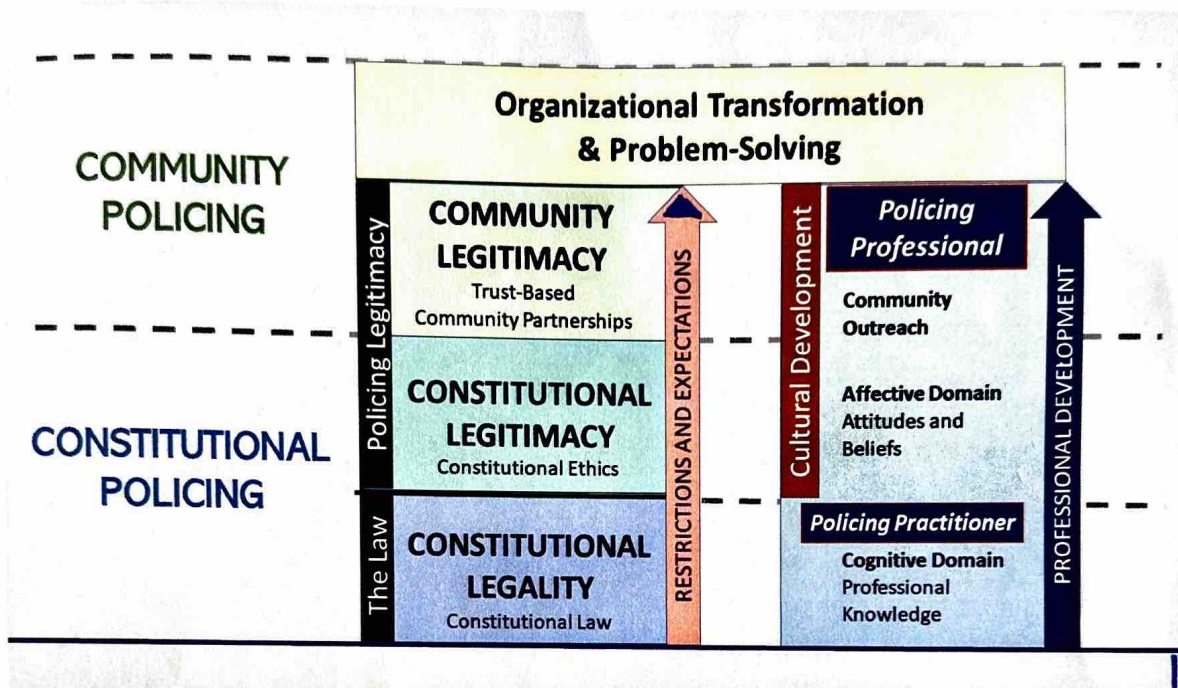 Organizational Transformation
& Problem-Solving
COMMUNITY
POLICING
CONSTITUTIONAL
POLICING
Policing Legitimacy
The Law
COMMUNITY
LEGITIMACY
Trust-Based
Community Partnerships
CONSTITUTIONAL
LEGITIMACY
Constitutional Ethics
CONSTITUTIONAL
LEGALITY
Constitutional Law
RESTRICTIONS AND EXPECTATIONS
Cultural Development
Policing
Professional
Community
Outreach
Affective Domain
Attitudes and
Beliefs
Policing Practitioner
Cognitive Domain
Professional
Knowledge
PROFESSIONAL DEVELOPMENT